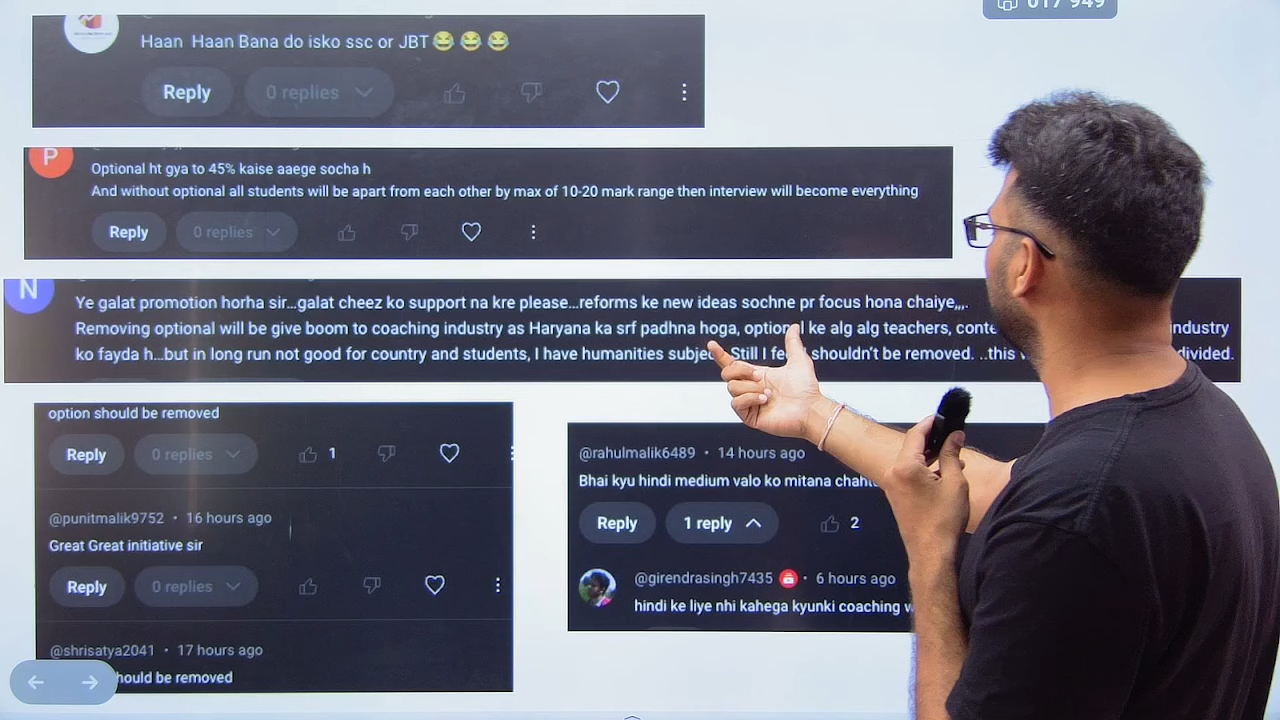 017 949
Haan Haan Bana do isko ssc or JBT 😂 😂 😂
Reply 0 replies
P
Optional ht gya to 45% kaise aaege socha h
And without optional all students will be apart from each other by max of 10-20 mark range then interview will become everything
Reply 0 replies
N
Ye galat promotion horha sir...galat cheez ko support na kre please...reforms ke new ideas sochne pr focus hona chaiye,,,.
Removing optional will be give boom to coaching industry as Haryana ka srf padhna hoga, optional ke alg alg teachers, industry
ko fayda h...but in long run not good for country and students, I have humanities Still I shouldn't be removed. ..this divided.
option should be removed
Reply 0 replies 1
@punitmalik9752 • 16 hours ago
Great Great initiative sir
Reply 0 replies
@shrisatya2041 • 17 hours ago
should be removed
@rahulmalik6489 • 14 hours ago
Bhai kyu hindi medium valo ko mitana
Reply 1 reply 2
@girendrasingh7435 • 6 hours ago
hindi ke liye nhi kahega kyunki coaching